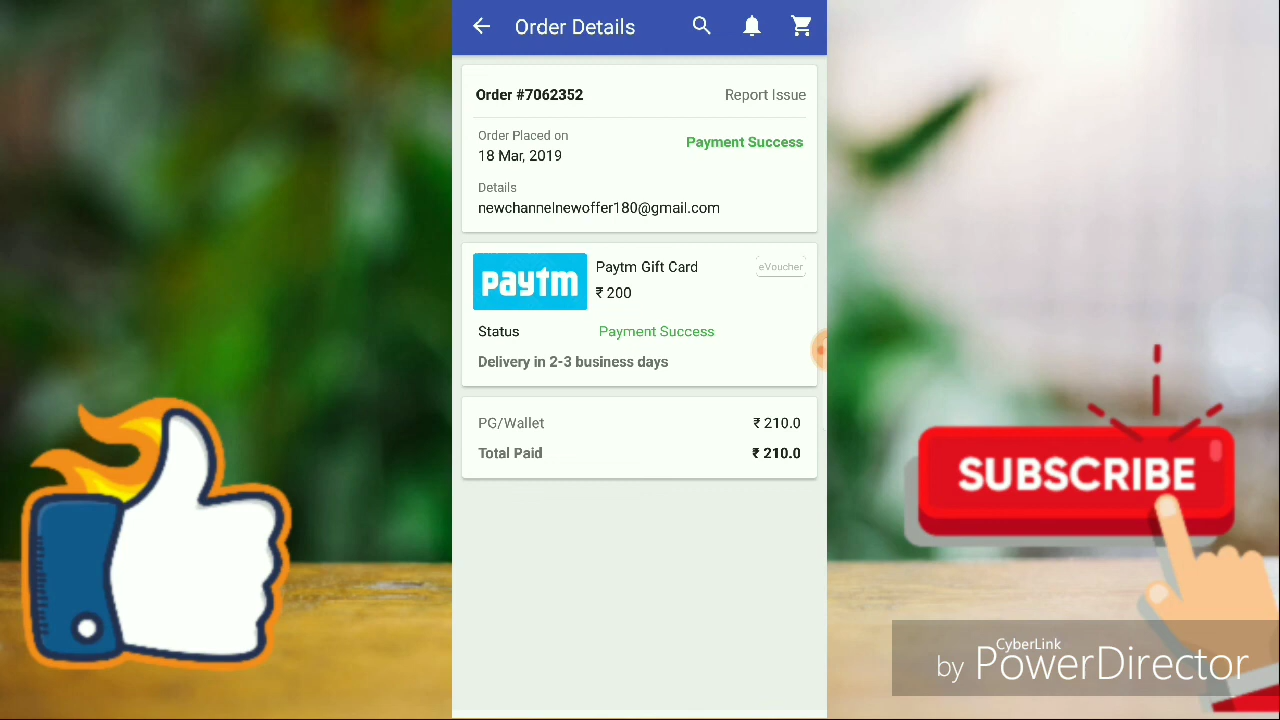 Order Details
Order #7062352
Report Issue
Order Placed on
18 Mar, 2019
Payment Success
Details
newchannelnewoffer180@gmail.com
paytm
Paytm Gift Card
eVoucher
₹ 200
Status
Payment Success
Delivery in 2-3 business days
PG/Wallet
₹ 210.0
Total Paid
₹ 210.0
SUBSCRIBE
CyberLink
by PowerDirector